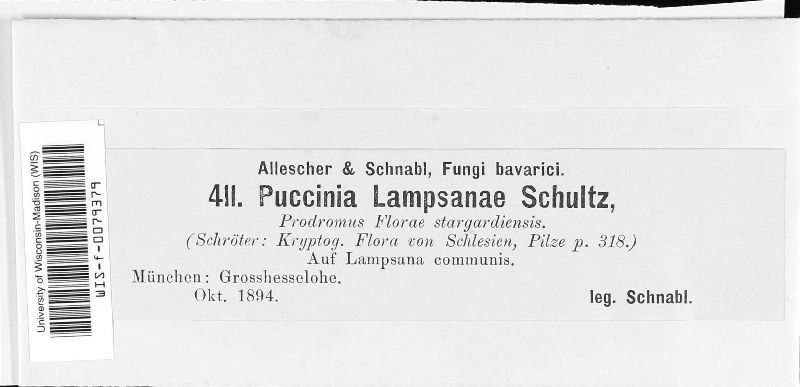 Allescher & Schnabl, Fungi bavarici.
411. Puccinia Lampsanae Schultz,
Prodromus Florae stargardiensis.
(Schröter: Kryptog. Flora von Schlesien, Pilze p. 318.)
Auf Lampsana communis.
München: Grosshesselohe.
Okt. 1894.
leg. Schnabl.
University of Wisconsin-Madison (WIS)
WIS-f-0079379